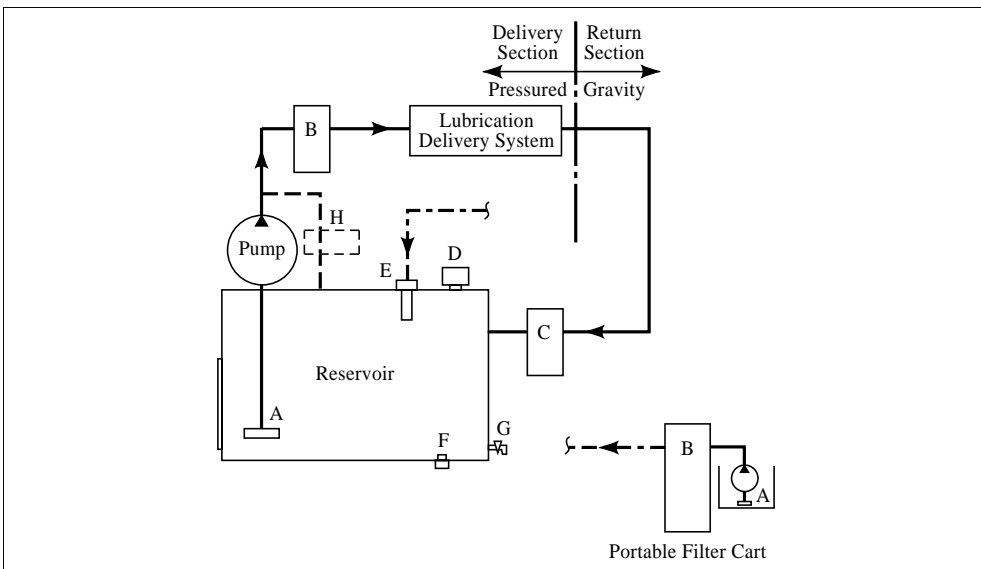 Delivery
Section
Return
Section
Pressured
Gravity
B
Lubrication
Delivery System
H
Pump
D
E
C
Reservoir
A
G
F
B
A
Portable Filter Cart